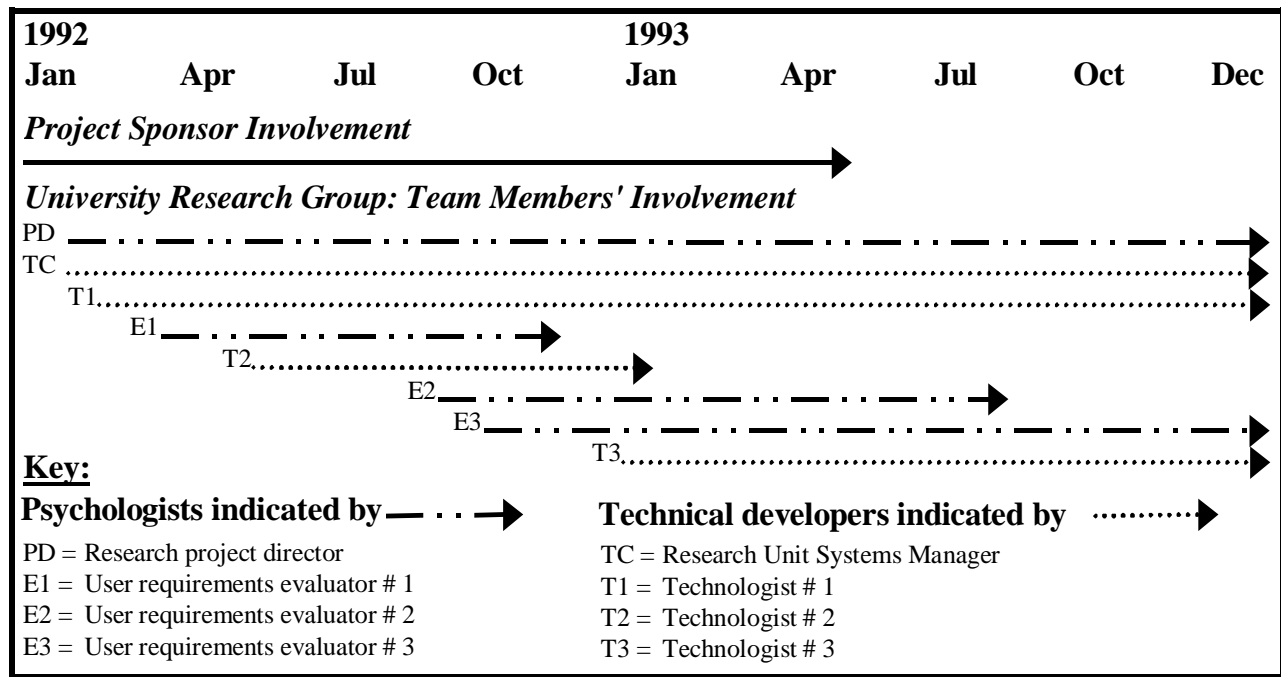 1992 1993
Jan Apr Jul Oct Jan Apr Jul Oct Dec
Project Sponsor Involvement
University Research Group: Team Members' Involvement
PD
TC
T1
E1
T2
E2
E3
T3
Key:
Psychologists indicated by Technical developers indicated by
PD = Research project director TC = Research Unit Systems Manager
E1 = User requirements evaluator # 1 T1 = Technologist # 1
E2 = User requirements evaluator # 2 T2 = Technologist # 2
E3 = User requirements evaluator # 3 T3 = Technologist # 3